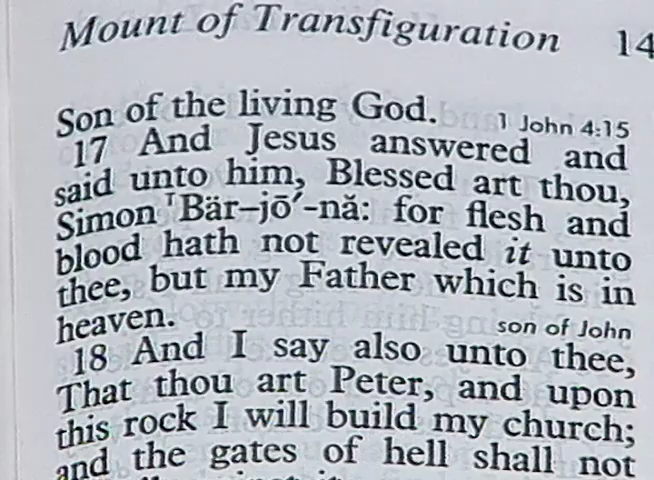 Mount of Transfiguration 14
Son of the living God. 1 John 4:15
17 And Jesus answered and
said unto him, Blessed art thou,
Simon ᴵBär–jō′-nă: for flesh and
blood hath not revealed it unto
thee, but my Father which is in
heaven. son of John
18 And I say also unto thee,
That thou art Peter, and upon
this rock I will build my church;
and the gates of hell shall not